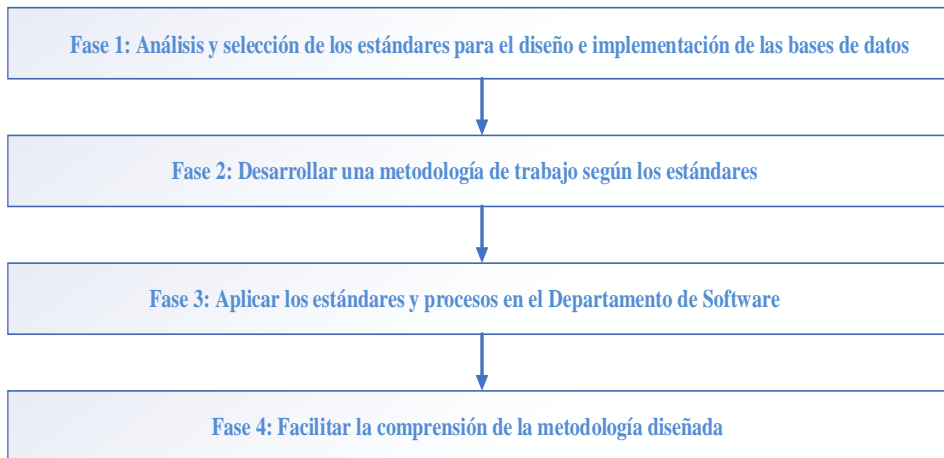 Fase 1: Análisis y selección de los estándares para el diseño e implementación de las bases de datos
Fase 2: Desarrollar una metodología de trabajo según los estándares
Fase 3: Aplicar los estándares y procesos en el Departamento de Software
Fase 4: Facilitar la comprensión de la metodología diseñada